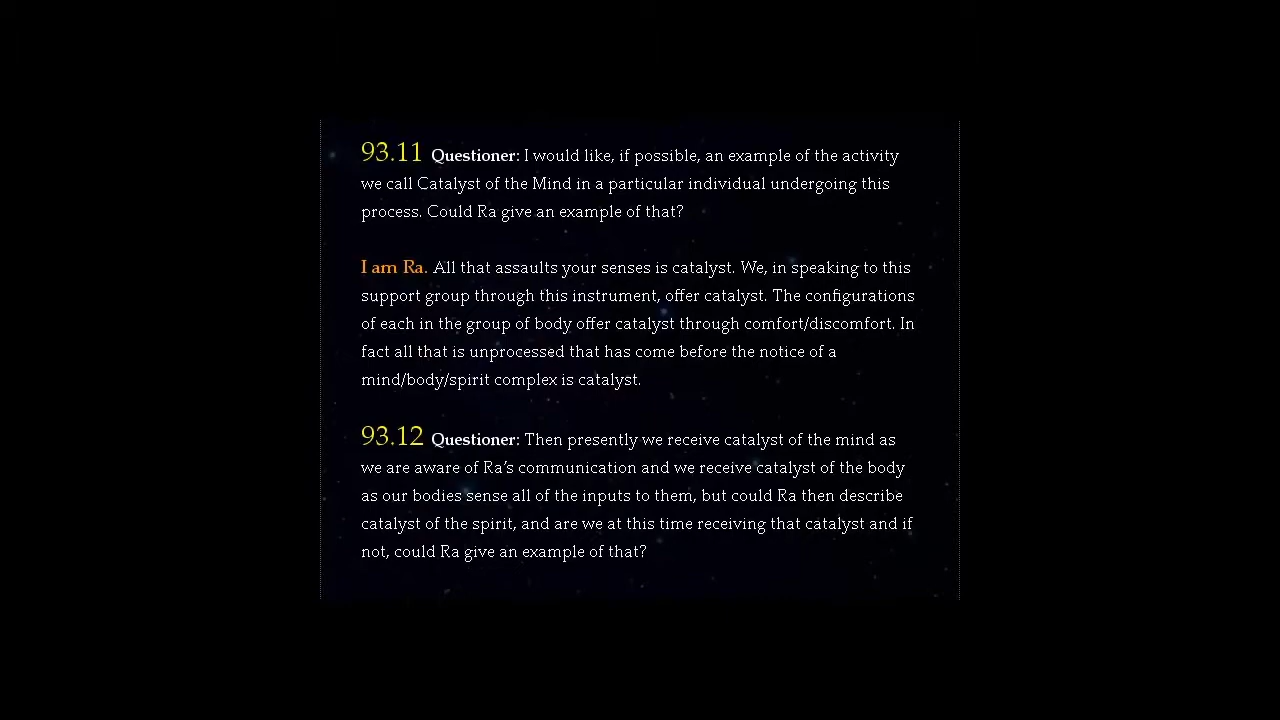 93.11 Questioner: I would like, if possible, an example of the activity
we call Catalyst of the Mind in a particular individual undergoing this
process. Could Ra give an example of that?
I am Ra. All that assaults your senses is catalyst. We, in speaking to this
support group through this instrument, offer catalyst. The configurations
of each in the group of body offer catalyst through comfort/discomfort. In
fact all that is unprocessed that has come before the notice of a
mind/body/spirit complex is catalyst.
93.12 Questioner: Then presently we receive catalyst of the mind as
we are aware of Ra’s communication and we receive catalyst of the body
as our bodies sense all of the inputs to them, but could Ra then describe
catalyst of the spirit, and are we at this time receiving that catalyst and if
not, could Ra give an example of that?